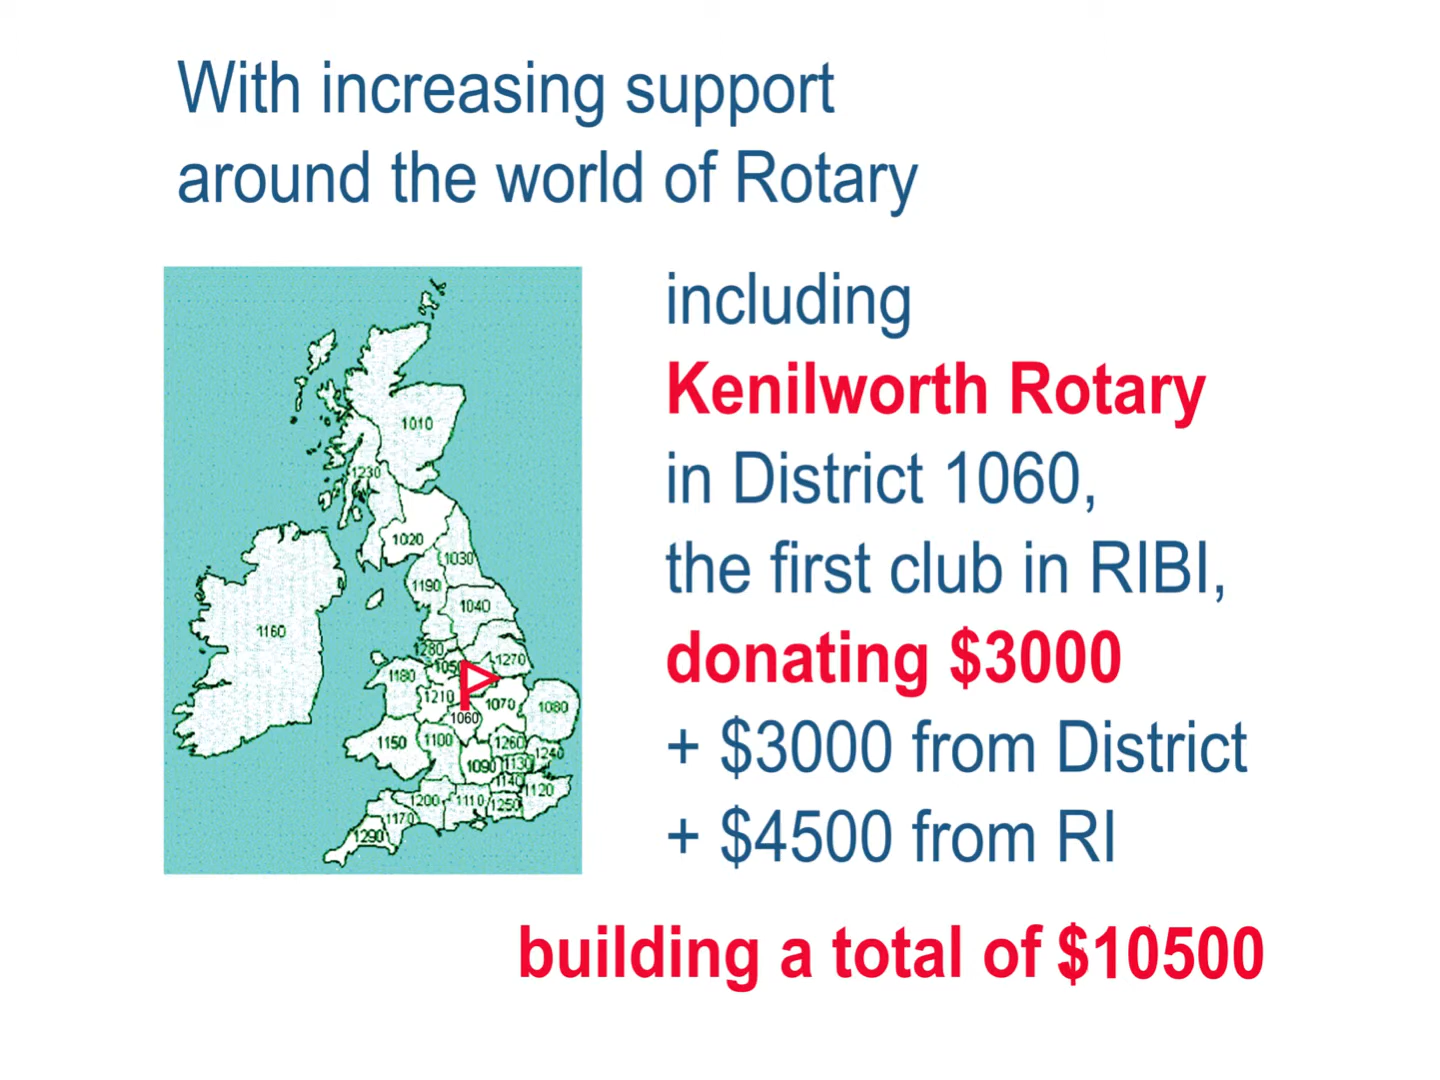 With increasing support
around the world of Rotary
including
Kenilworth Rotary
in District 1060,
the first club in RIBI,
donating $3000
+ $3000 from District
+ $4500 from RI
building a total of $10500
1010
1230
1020
1030
1190
1040
1160
1280
1050
1270
1180
1210
1070
1080
1060
1150
1100
1260
1240
1090
1130
1140
1120
1200
1110
1250
1170
1290